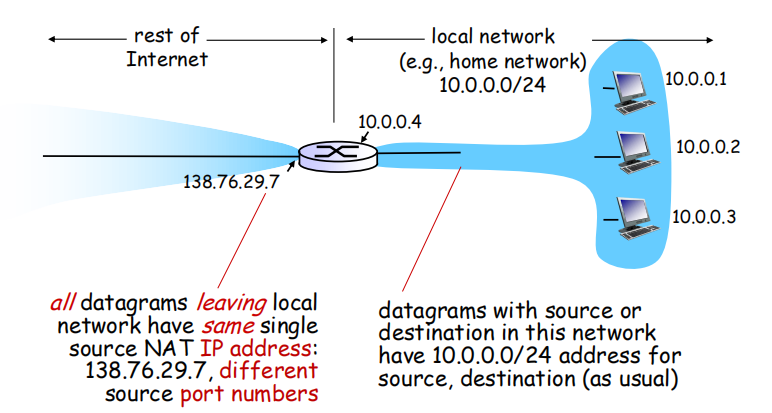 rest of
Internet
local network
(e.g., home network)
10.0.0.0/24
10.0.0.1
10.0.0.4
10.0.0.2
138.76.29.7
10.0.0.3
all datagrams leaving local
network have same single
source NAT IP address:
138.76.29.7, different
source port numbers
datagrams with source or
destination in this network
have 10.0.0.0/24 address for
source, destination (as usual)